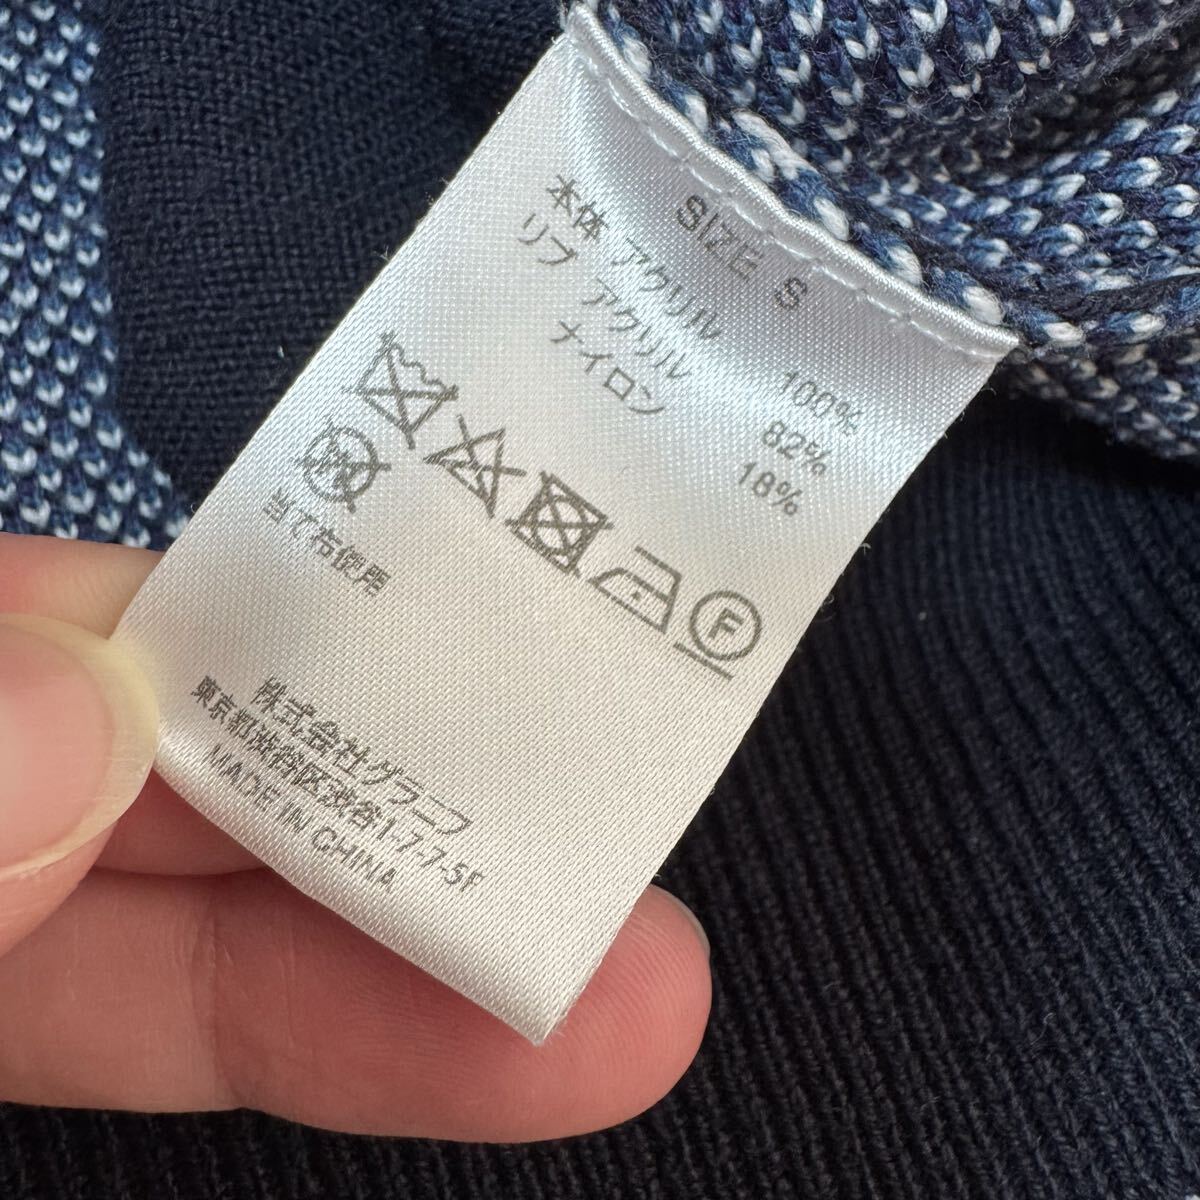 SIZE S
本体 アクリル 100%
リブ アクリル 82%
ナイロン 18%
F
当て布使用
株式会社グラニフ
東京都渋谷区渋谷1-7-7-5F
MADE IN CHINA